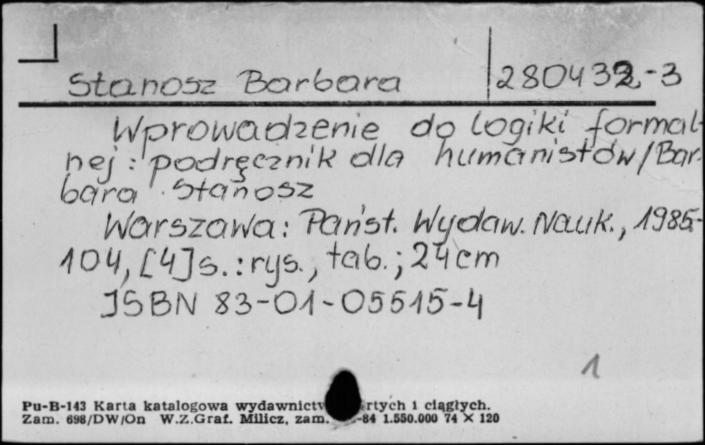 Stanosz Barbara 280432-3
Wprowadzenie do logiki formal-
nej : podręcznik dla humanistów / Bar-
bara Stanosz
Warszawa : Państ. Wydaw. Nauk., 1985.-
104, [4] s. : rys., tab. ; 24 cm
ISBN 83-01-05515-4
1
Pu-B-143 Karta katalogowa wydawnictw rtych i ciągłych.
Zam. 698/DW/On W.Z.Graf. Milicz, zam. -84 1.550.000 74 × 120